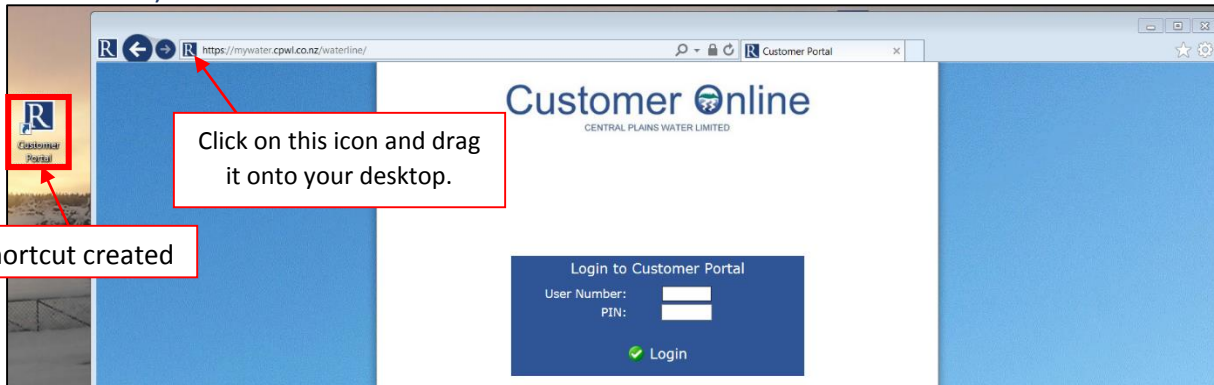 https://mywater.cpwl.co.nz/waterline/
Customer Portal
Customer Online
CENTRAL PLAINS WATER LIMITED
Customer
Portal
Click on this icon and drag
it onto your desktop.
ortcut created
Login to Customer Portal
User Number:
PIN:
Login